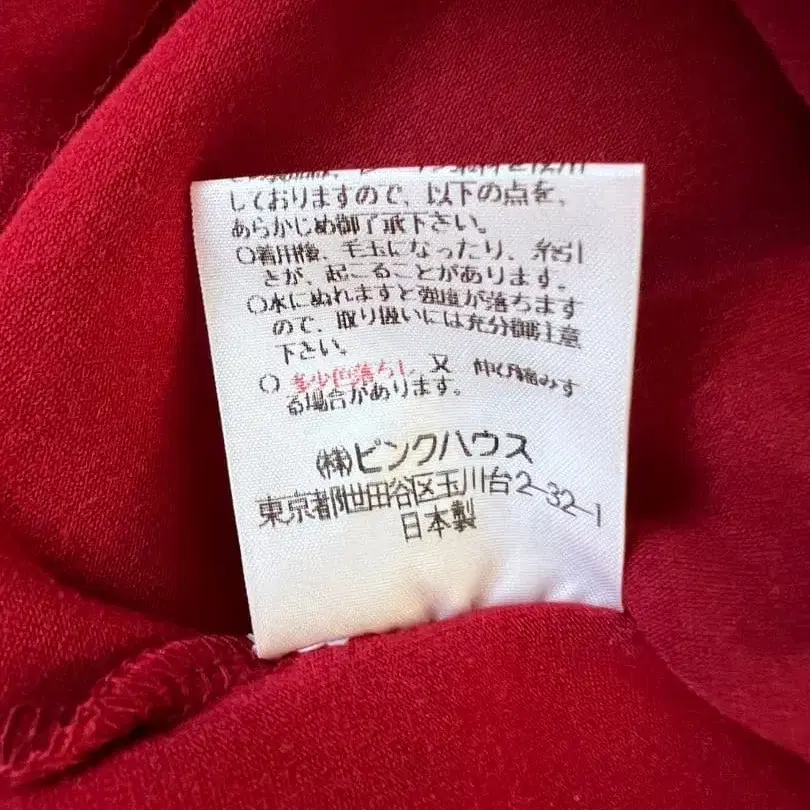 しておりますので、以下の点を、
あらかじめ御了承下さい。
○着用後、毛玉になったり、糸引
とが、起こることがあります。
○水にぬれますと強度が落ちます
ので、取り扱いには充分御注意
下さい。
○ 多少色落ちし、又 伸び縮みす
る場合があります。
(株)ピンクハウス
東京都世田谷区玉川台2-32-1
日本製